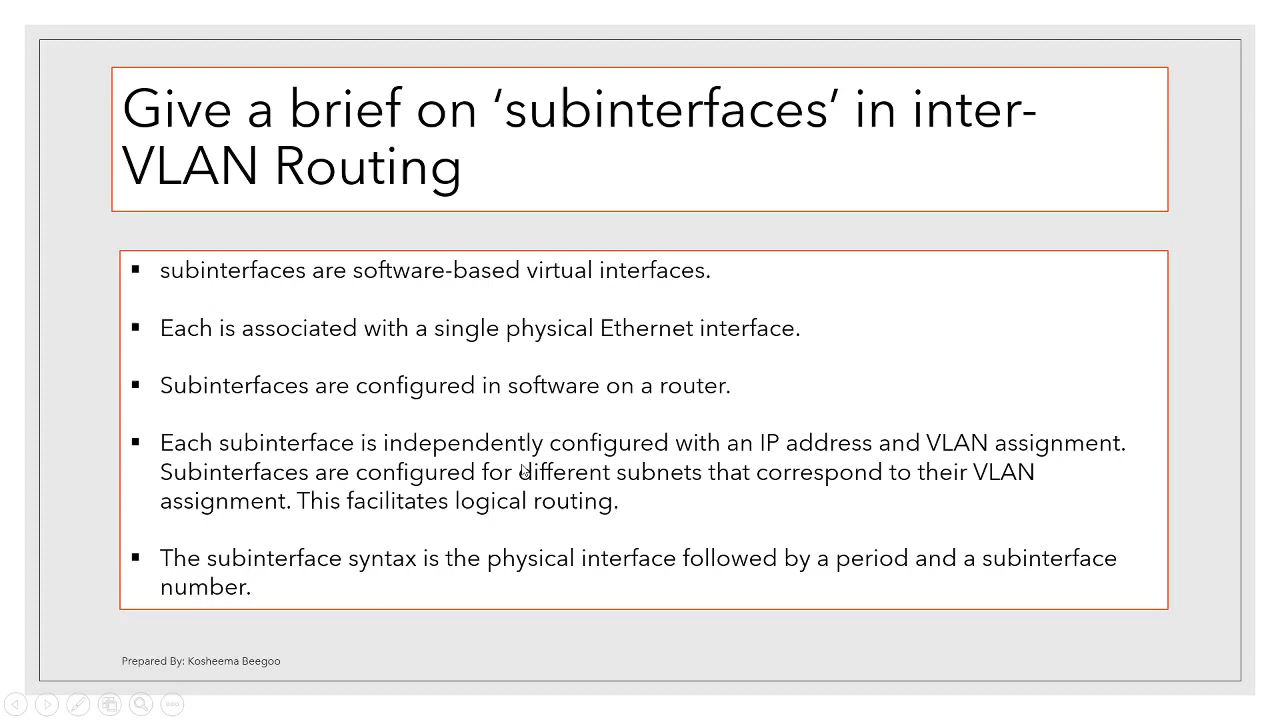 Give a brief on ‘subinterfaces’ in inter-
VLAN Routing
▪ subinterfaces are software-based virtual interfaces.
▪ Each is associated with a single physical Ethernet interface.
▪ Subinterfaces are configured in software on a router.
▪ Each subinterface is independently configured with an IP address and VLAN assignment.
Subinterfaces are configured for different subnets that correspond to their VLAN
assignment. This facilitates logical routing.
▪ The subinterface syntax is the physical interface followed by a period and a subinterface
number.
Prepared By: Kosheema Beegoo